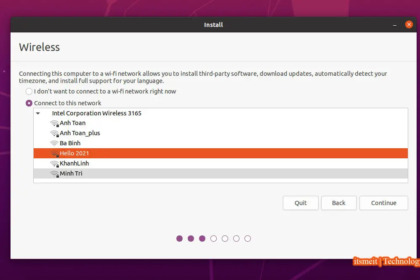 Install
Wireless
Connecting this computer to a wi-fi network allows you to install third-party software, download updates, automatically detect your
timezone, and install full support for your language.
I don't want to connect to a wi-fi network right now
Connect to this network
Intel Corporation Wireless 3165
Anh Toan
Anh Toan_plus
Ba Binh
Hello 2021
KhanhLinh
Minh Tri
Quit
Back
Continue
itsmeit Technology